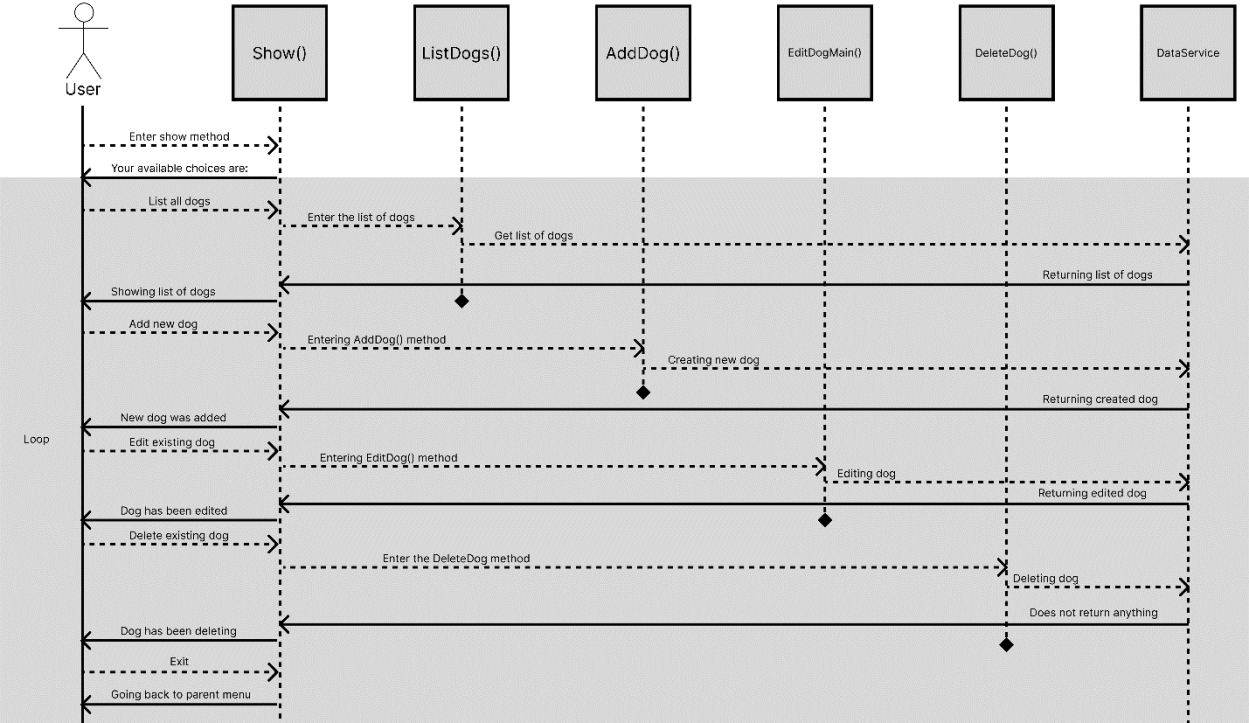 User
Show()
ListDogs()
AddDog()
EditDogMain()
DeleteDog()
DataService
Enter show method
Your available choices are:
List all dogs
Enter the list of dogs
Get list of dogs
Returning list of dogs
Showing list of dogs
Add new dog
Entering AddDog() method
Creating new dog
Returning created dog
New dog was added
Loop
Edit existing dog
Entering EditDog() method
Editing dog
Returning edited dog
Dog has been edited
Delete existing dog
Enter the DeleteDog method
Deleting dog
Does not return anything
Dog has been deleting
Exit
Going back to parent menu